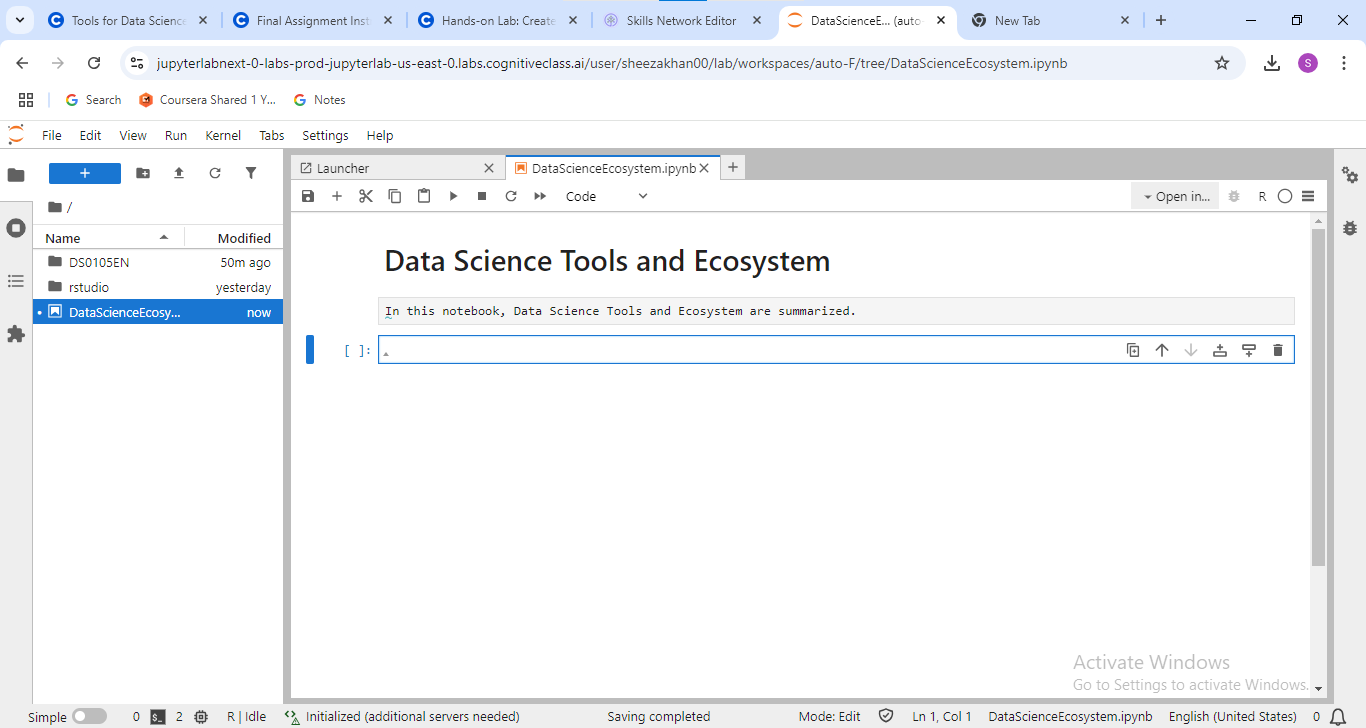 Tools for Data Science
Final Assignment Inst
Hands-on Lab: Create
Skills Network Editor
DataScienceE... (auto-
New Tab
jupyterlabnext-0-labs-prod-jupyterlab-us-east-0.labs.cognitiveclass.ai/user/sheezakhan00/lab/workspaces/auto-F/tree/DataScienceEcosystem.ipynb
S
Search
Coursera Shared 1 Y...
Notes
File Edit View Run Kernel Tabs Settings Help
Launcher
DataScienceEcosystem.ipynb
Code
Open in...
R
/
Name Modified
DS0105EN 50m ago
rstudio yesterday
DataScienceEcosy... now
Data Science Tools and Ecosystem
In this notebook, Data Science Tools and Ecosystem are summarized.
[ ]:
Activate Windows
Go to Settings to activate Windows.
Simple 0 2 R | Idle Initialized (additional servers needed) Saving completed Mode: Edit Ln 1, Col 1 DataScienceEcosystem.ipynb English (United States) 0